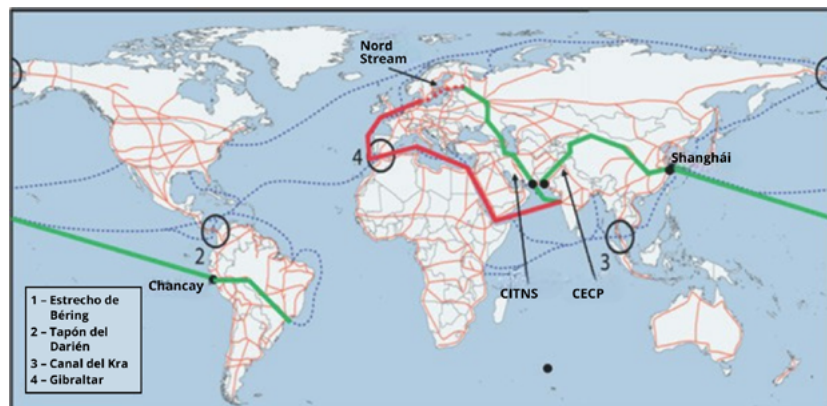 Nord
Stream
4
Shanghái
2
3
Chancay
CITNS
CECP
1 – Estrecho de
Béring
2 – Tapón del
Darién
3 – Canal del Kra
4 – Gibraltar